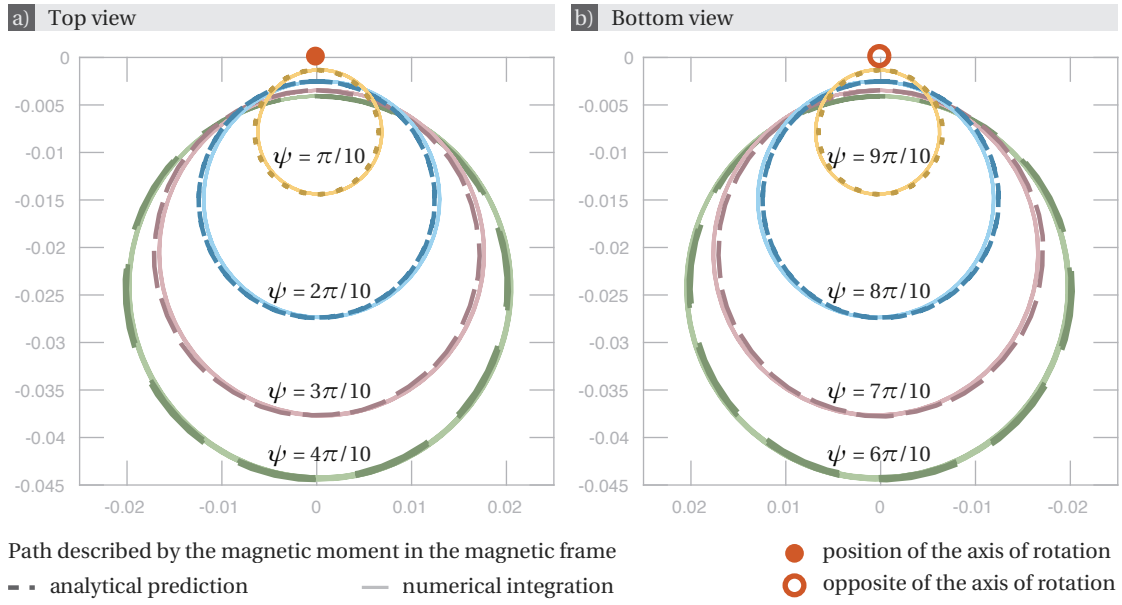 a) Top view
b) Bottom view
0
-0.005
-0.01
-0.015
-0.02
-0.025
-0.03
-0.035
-0.04
-0.045
-0.02
-0.01
0
0.01
0.02
ψ = π/10
ψ = 2π/10
ψ = 3π/10
ψ = 4π/10
0
-0.005
-0.01
-0.015
-0.02
-0.025
-0.03
-0.035
-0.04
-0.045
0.02
0.01
0
-0.01
-0.02
ψ = 9π/10
ψ = 8π/10
ψ = 7π/10
ψ = 6π/10
Path described by the magnetic moment in the magnetic frame
analytical prediction
numerical integration
position of the axis of rotation
opposite of the axis of rotation